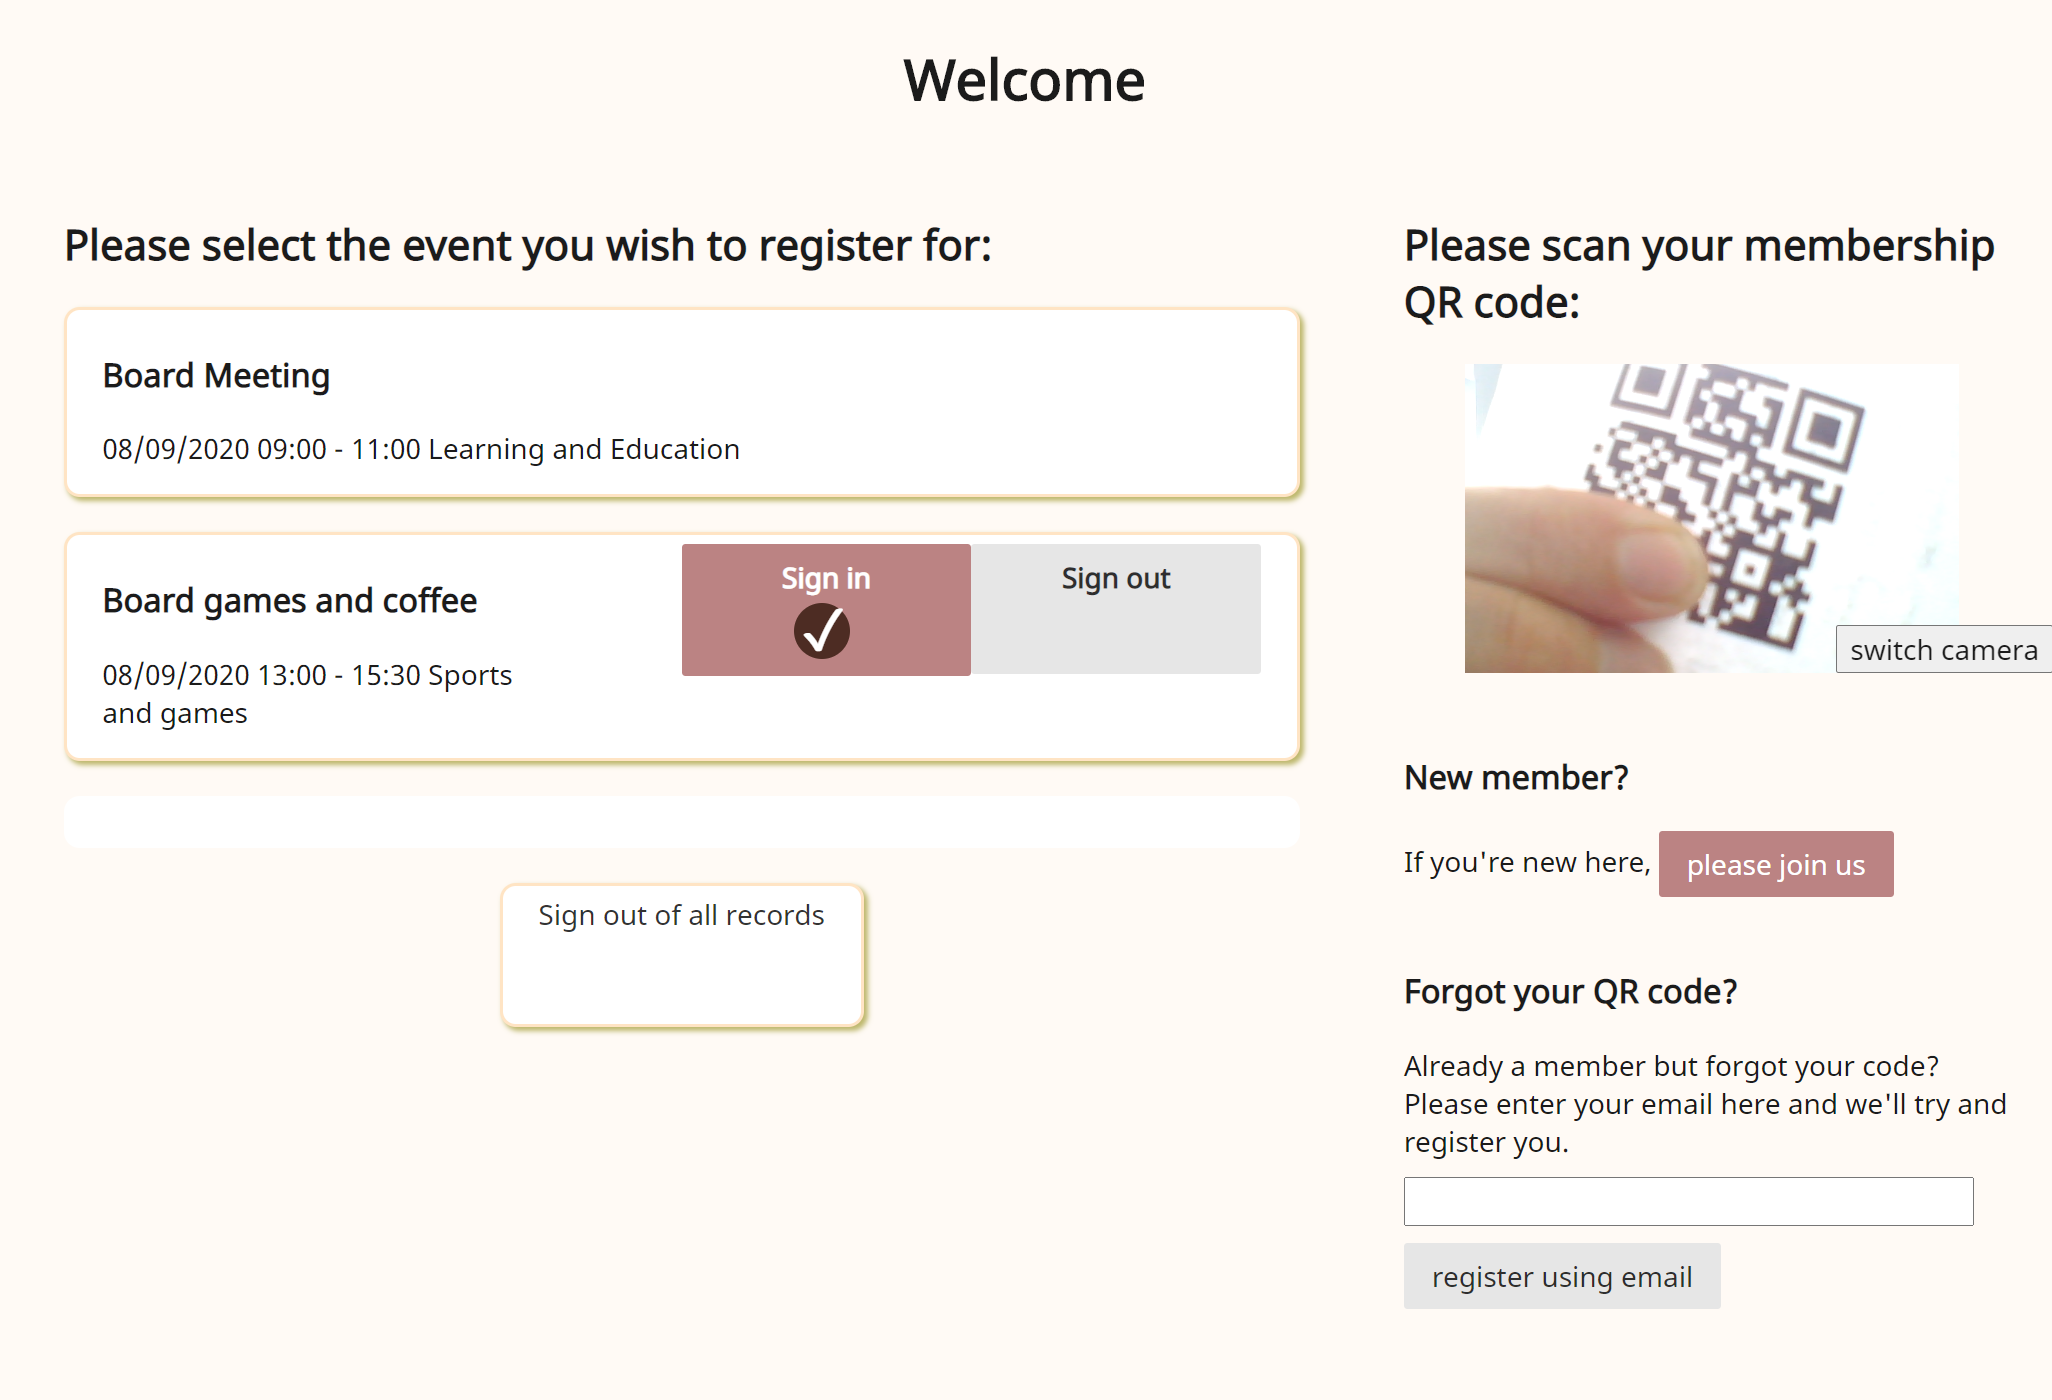 Welcome
Please select the event you wish to register for:
Board Meeting
08/09/2020 09:00 - 11:00 Learning and Education
Board games and coffee
08/09/2020 13:00 - 15:30 Sports
and games
Sign in
Sign out
Sign out of all records
Please scan your membership
QR code:
switch camera
New member?
If you're new here, please join us
Forgot your QR code?
Already a member but forgot your code?
Please enter your email here and we'll try and
register you.
register using email